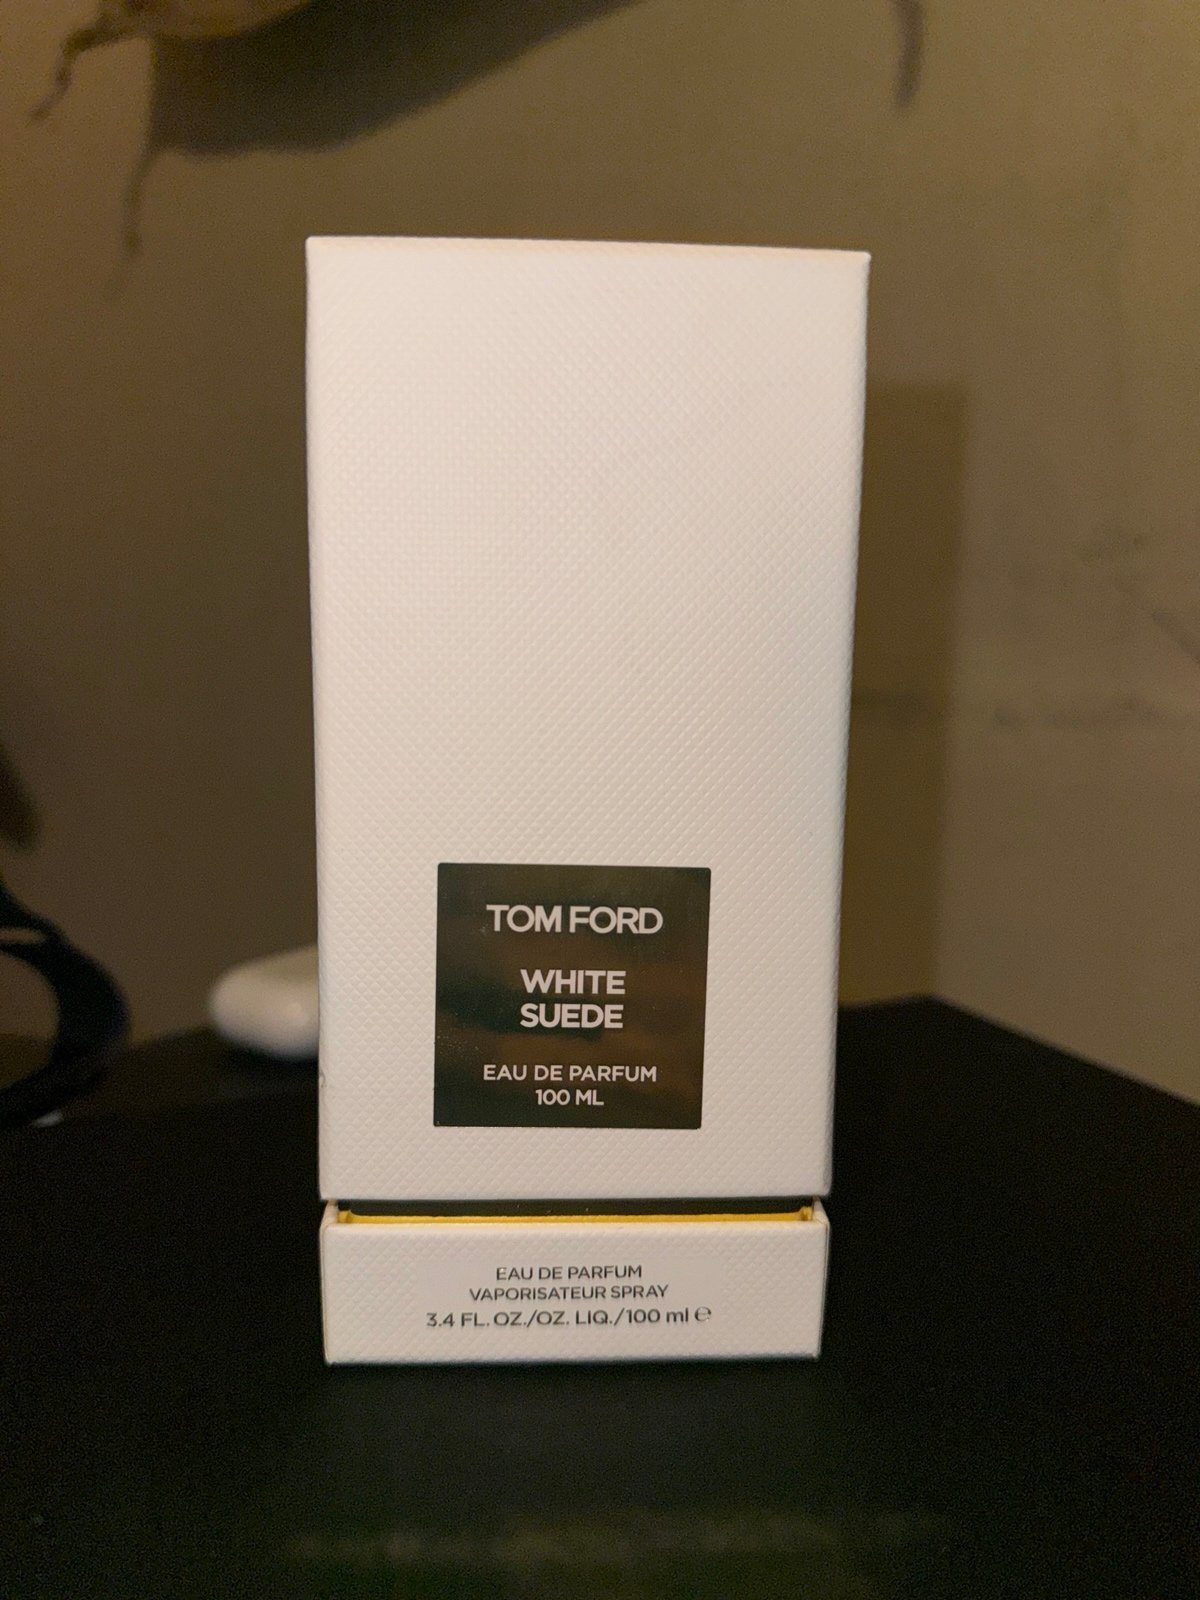 TOM FORD
WHITE
SUEDE
EAU DE PARFUM
100 ML
EAU DE PARFUM
VAPORISATEUR SPRAY
3.4 FL. OZ./OZ. LIQ./100 ml ℮